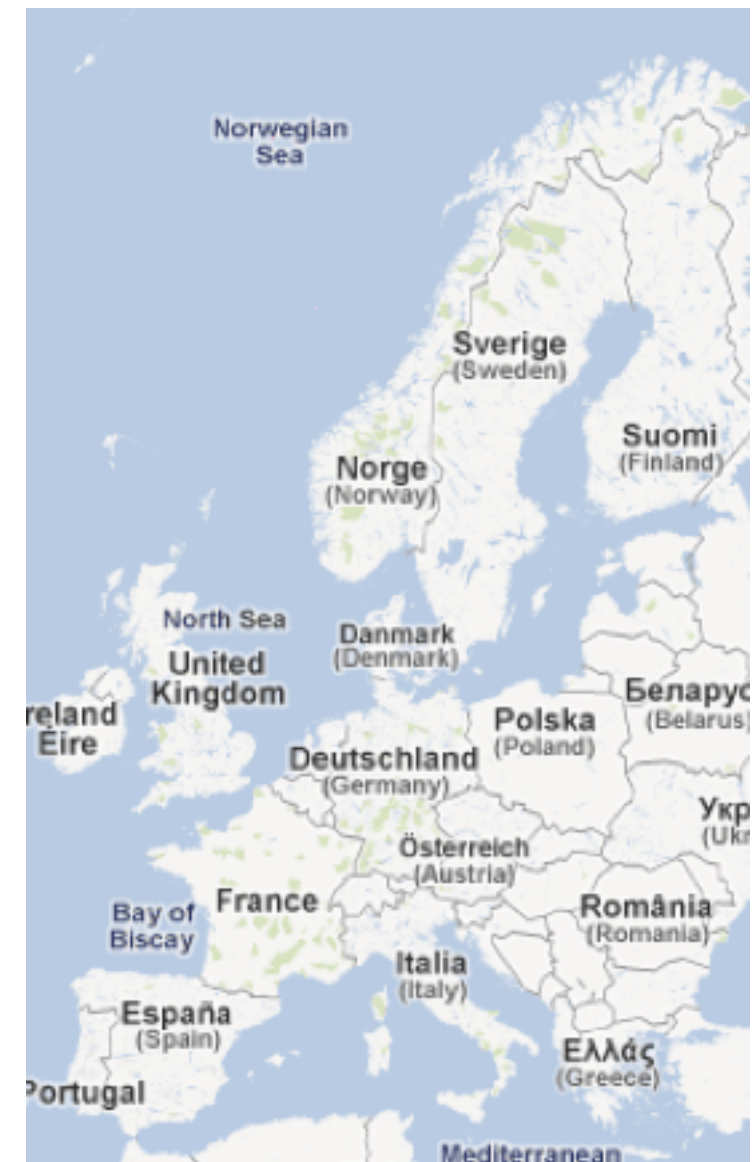 Norwegian
Sea
Sverige
(Sweden)
Suomi
(Finland)
Norge
(Norway)
North Sea
Danmark
(Denmark)
United
Kingdom
reland
Éire
Беларус
(Belarus)
Polska
(Poland)
Deutschland
(Germany)
Укр
(Ukr
Österreich
(Austria)
France
Bay of
Biscay
România
(Romania)
Italia
(Italy)
España
(Spain)
Ελλάς
(Greece)
Portugal
Mediterranean